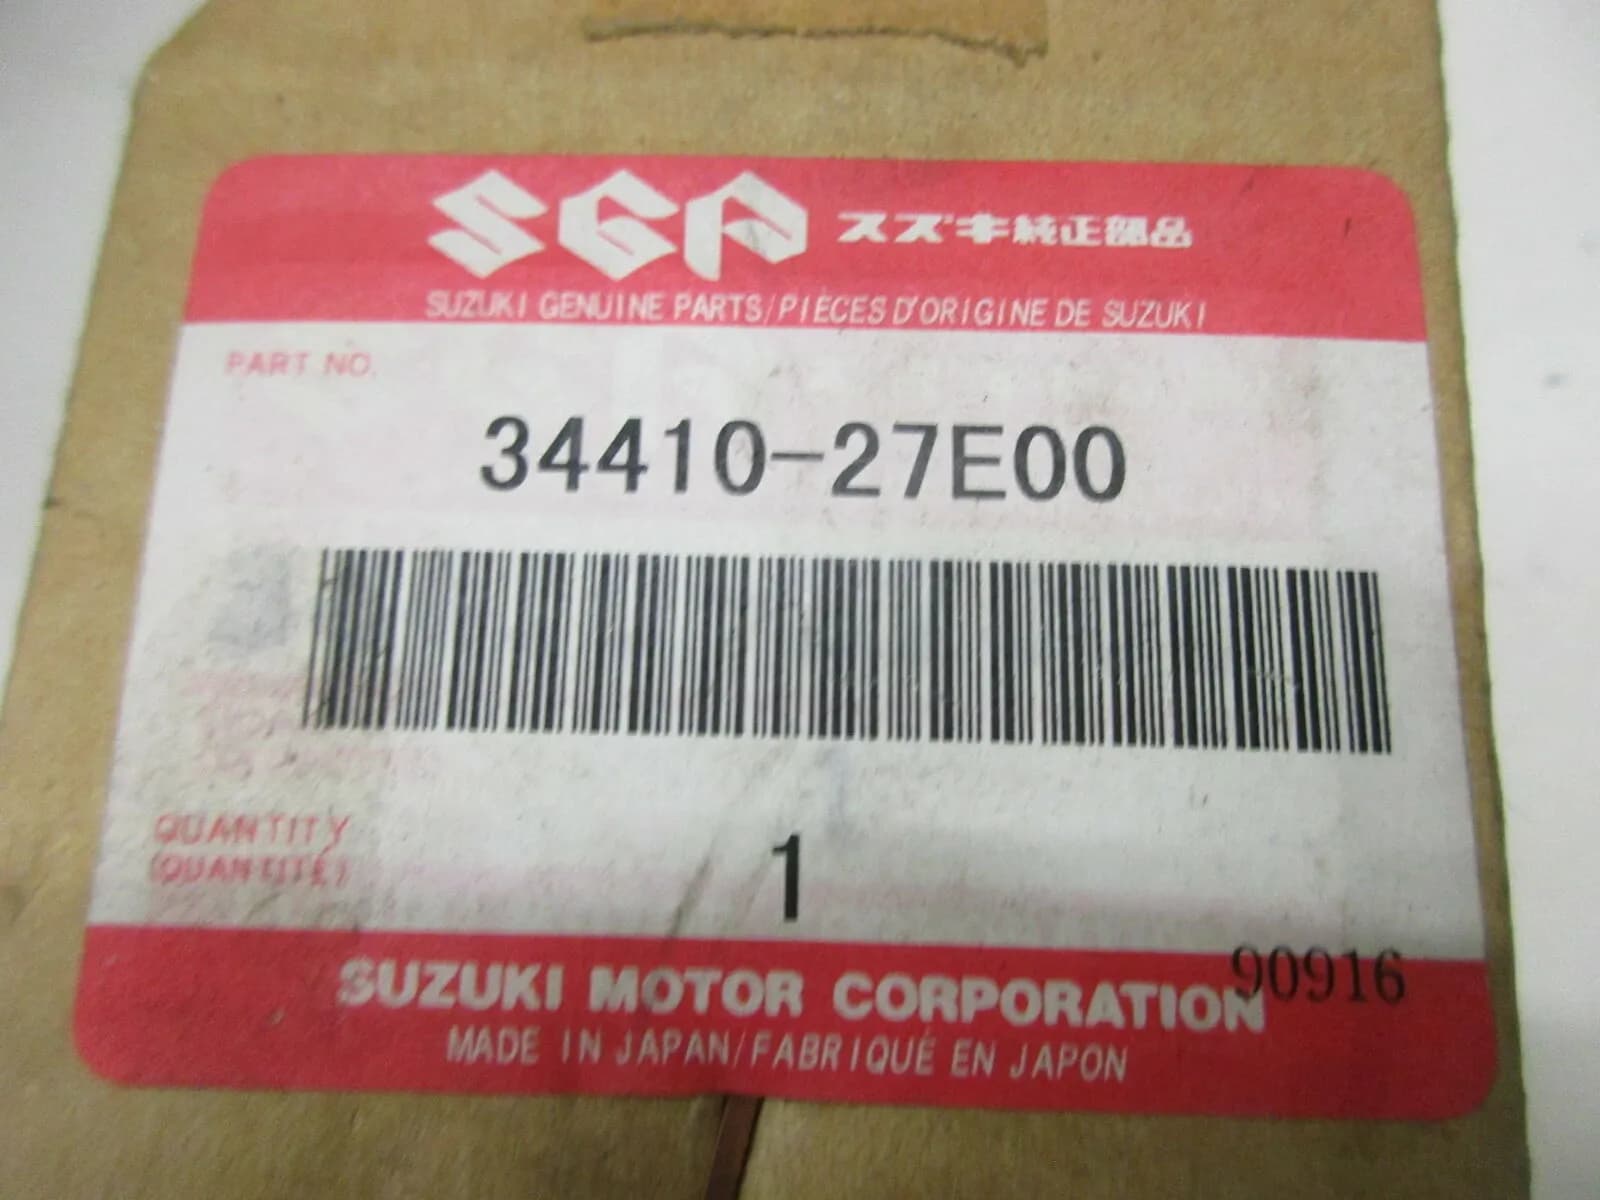 SGP スズキ純正部品
SUZUKI GENUINE PARTS/PIÈCES D'ORIGINE DE SUZUKI
PART NO.
34410-27E00
QUANTITY
(QUANTITÉ)
1
90916
SUZUKI MOTOR CORPORATION
MADE IN JAPAN/FABRIQUÉ EN JAPON